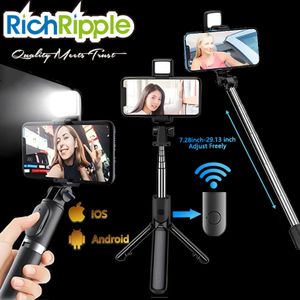 RichRipple
Quality Meets Trust
7.28inch-29.13 inch
Adjust Freely
iOS
Android